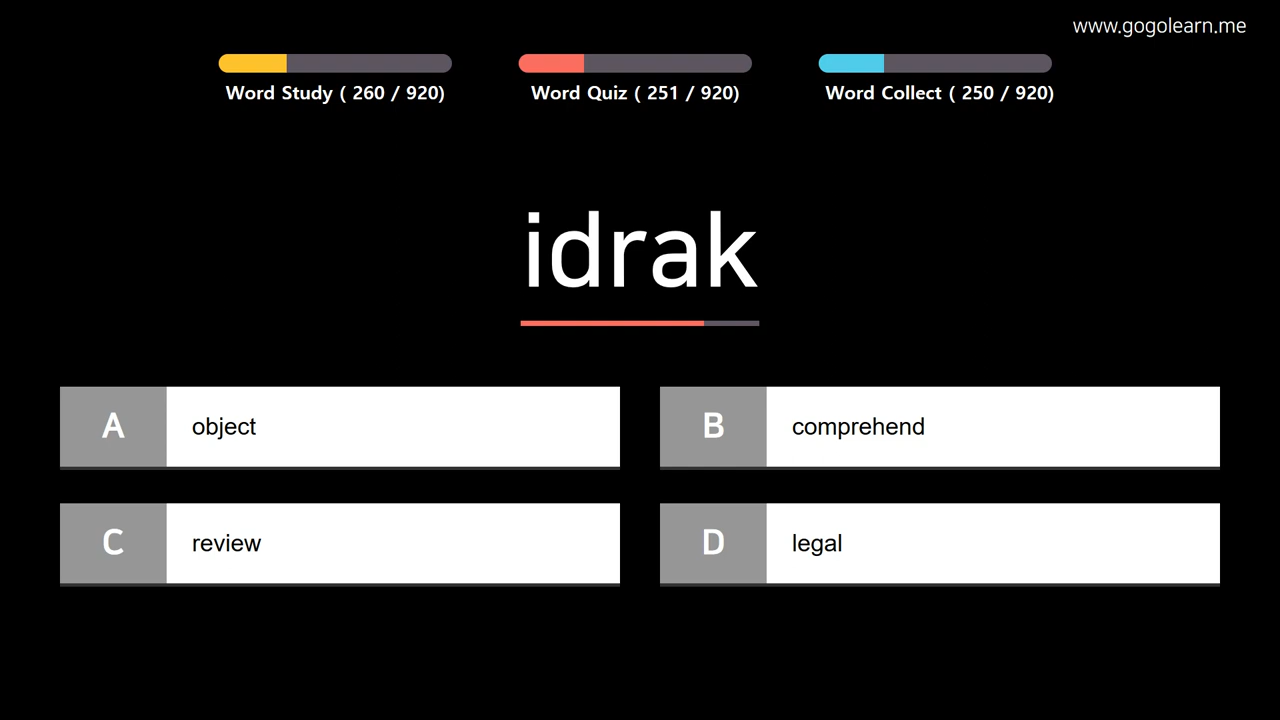 www.gogolearn.me
Word Study ( 260 / 920)
Word Quiz ( 251 / 920)
Word Collect ( 250 / 920)
idrak
A object
B comprehend
C review
D legal